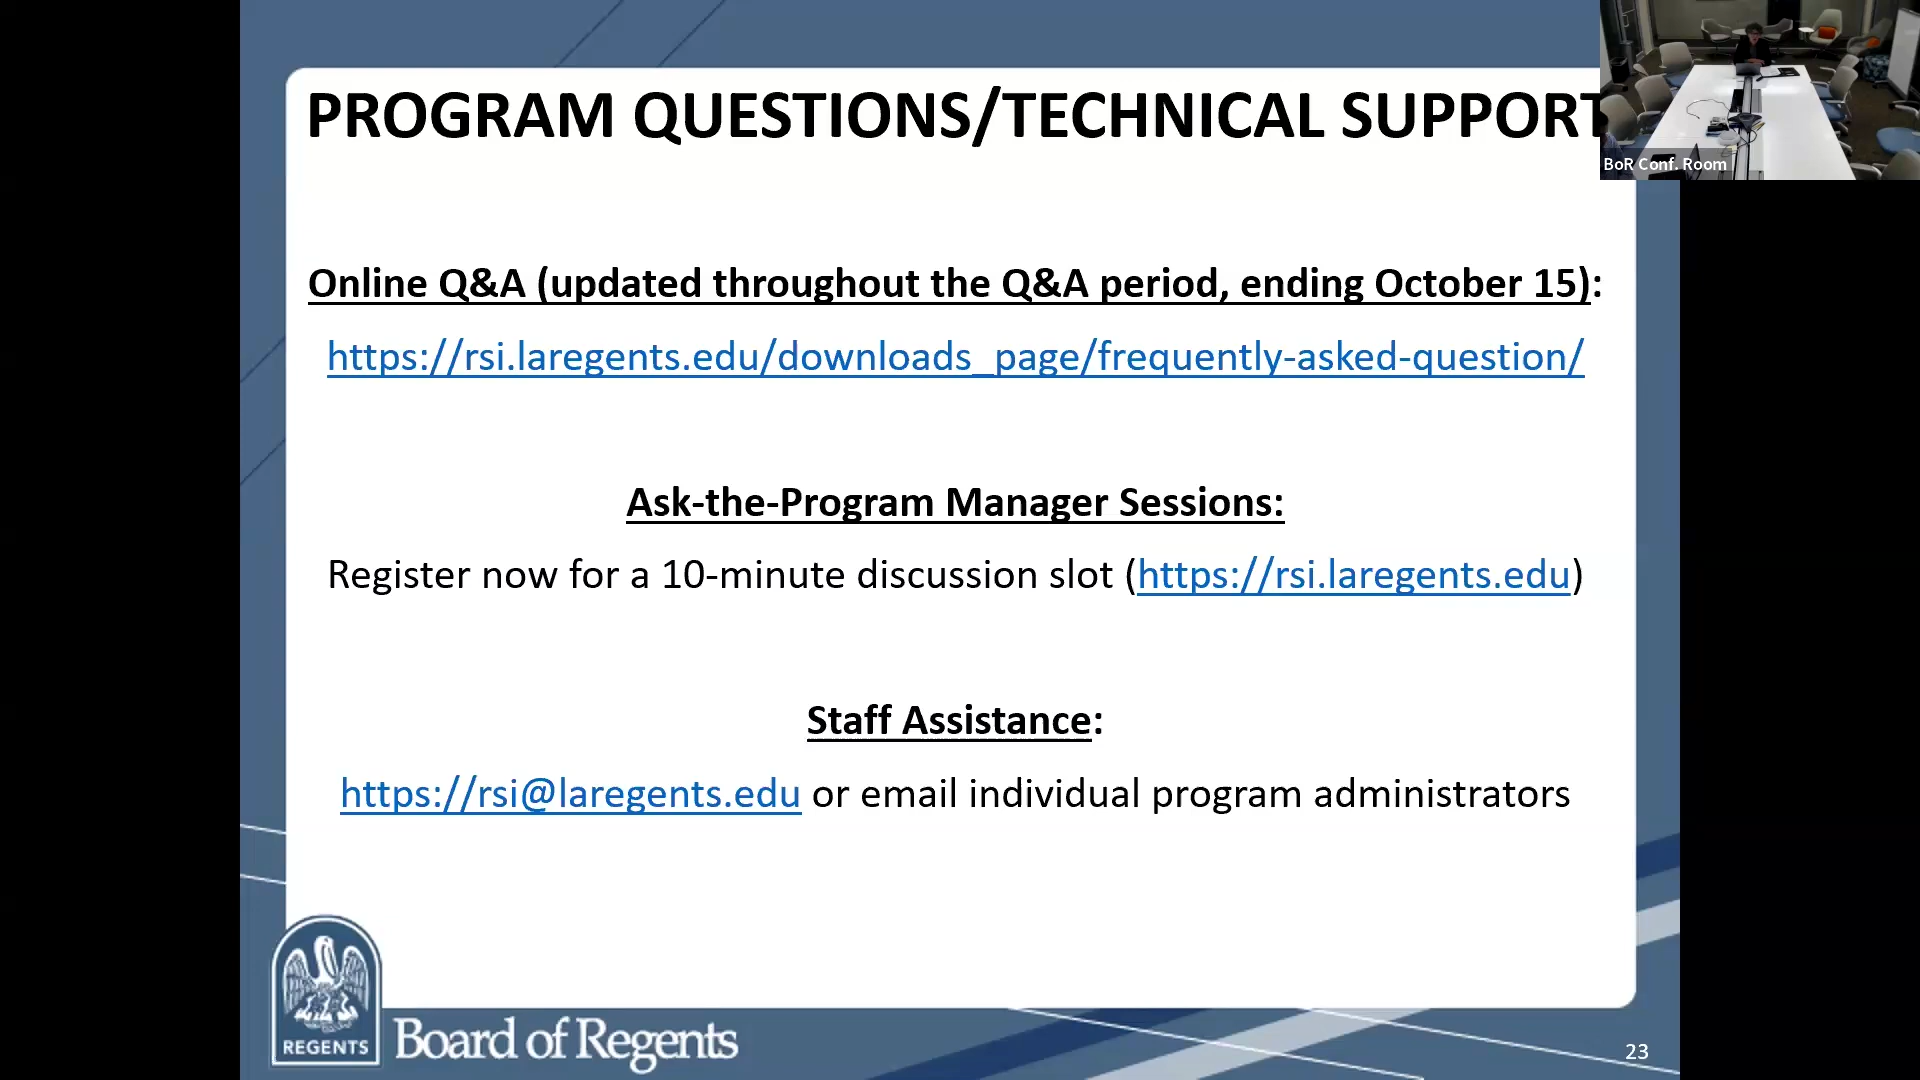 PROGRAM QUESTIONS/TECHNICAL SUPPORT
BoR Conf. Room
Online Q&A (updated throughout the Q&A period, ending October 15):
https://rsi.laregents.edu/downloads_page/frequently-asked-question/
Ask-the-Program Manager Sessions:
Register now for a 10-minute discussion slot (https://rsi.laregents.edu)
Staff Assistance:
https://rsi@laregents.edu or email individual program administrators
REGENTS
Board of Regents
23